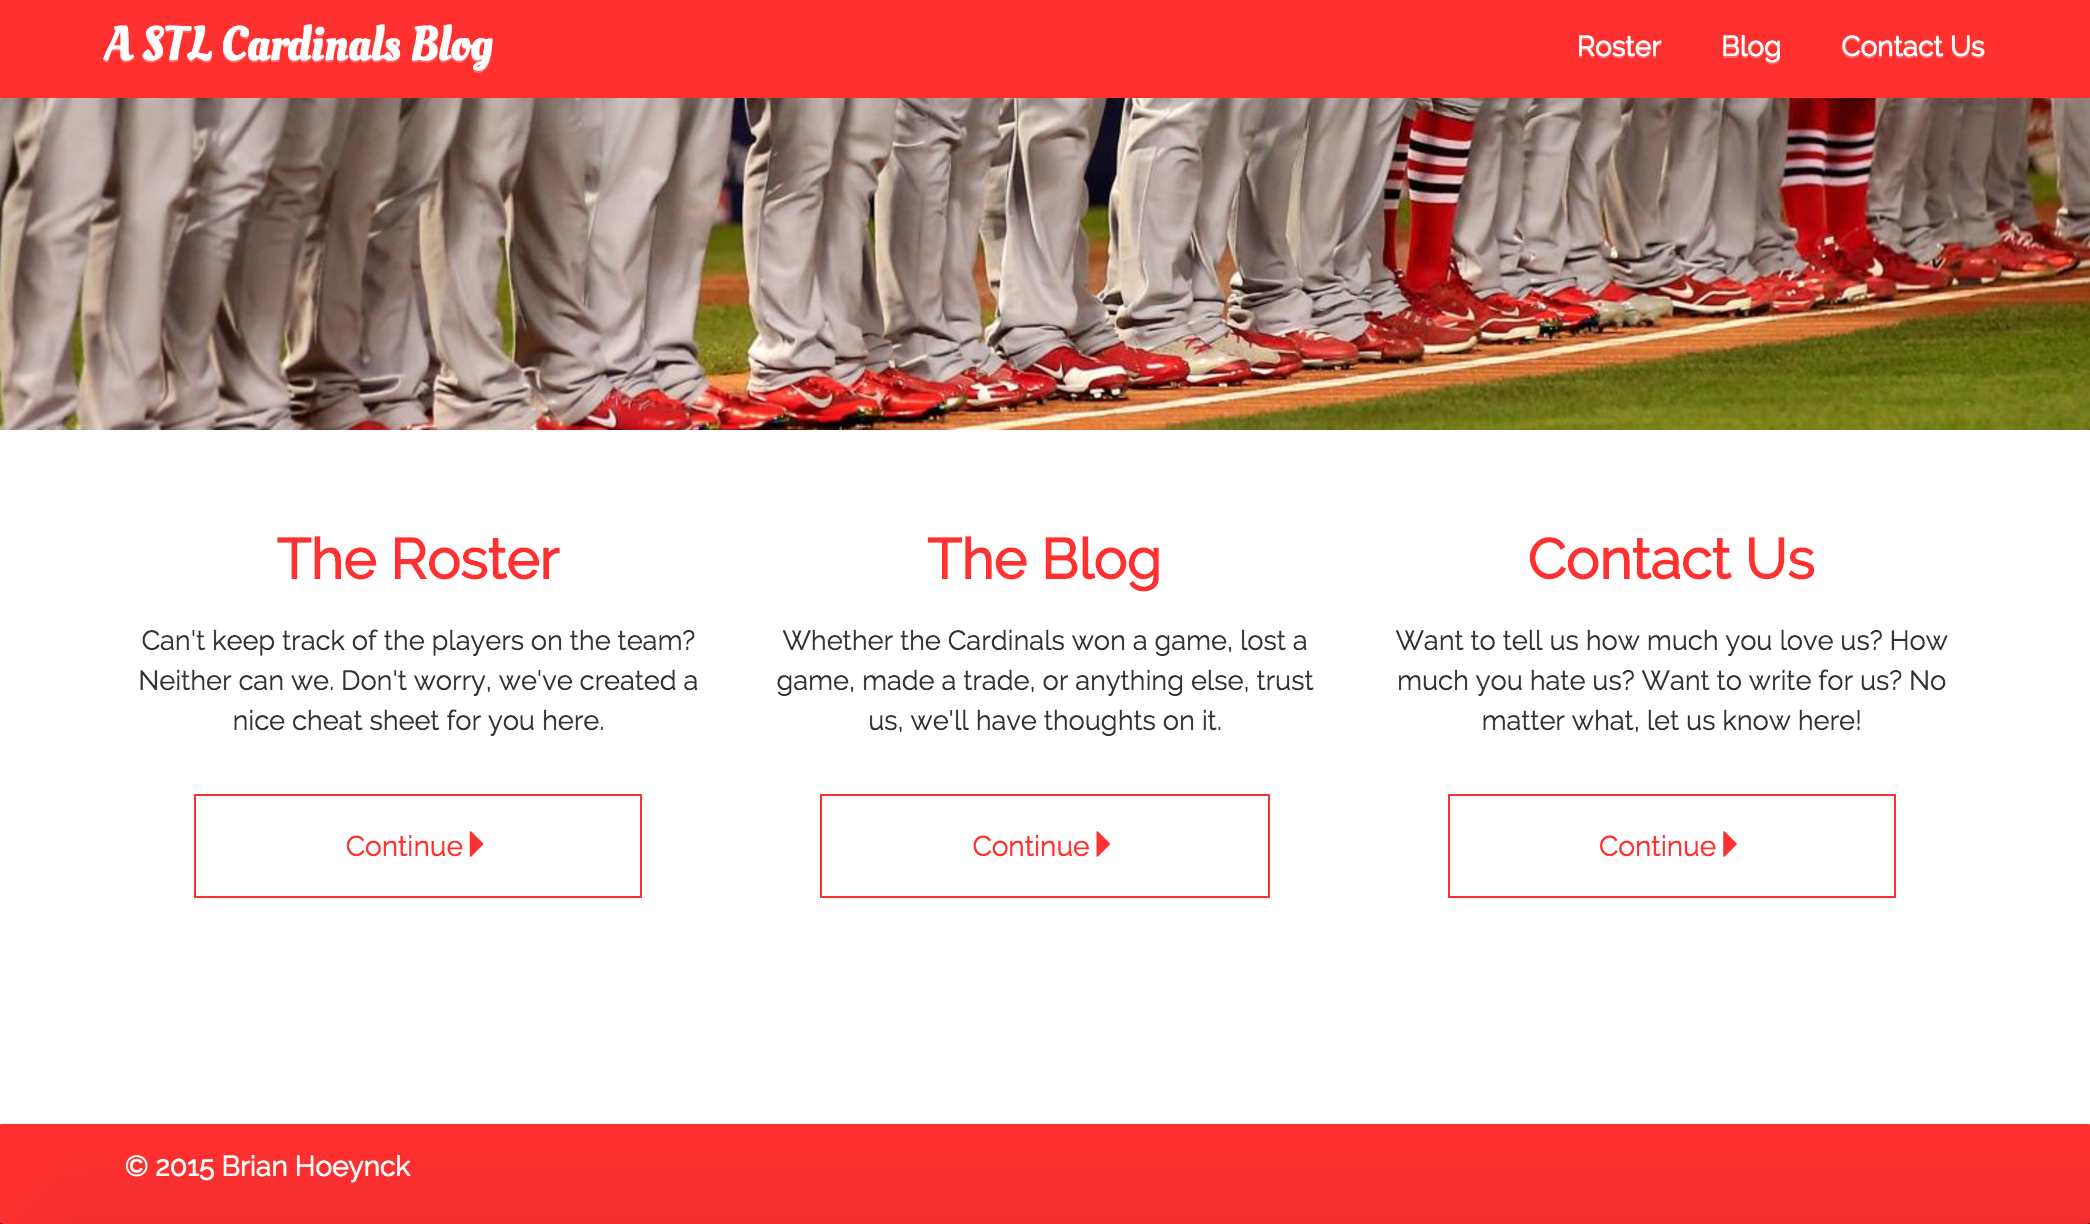 A STL Cardinals Blog
Roster
Blog
Contact Us
The Roster
Can't keep track of the players on the team?
Neither can we. Don't worry, we've created a
nice cheat sheet for you here.
Continue
The Blog
Whether the Cardinals won a game, lost a
game, made a trade, or anything else, trust
us, we'll have thoughts on it.
Continue
Contact Us
Want to tell us how much you love us? How
much you hate us? Want to write for us? No
matter what, let us know here!
Continue
© 2015 Brian Hoeynck